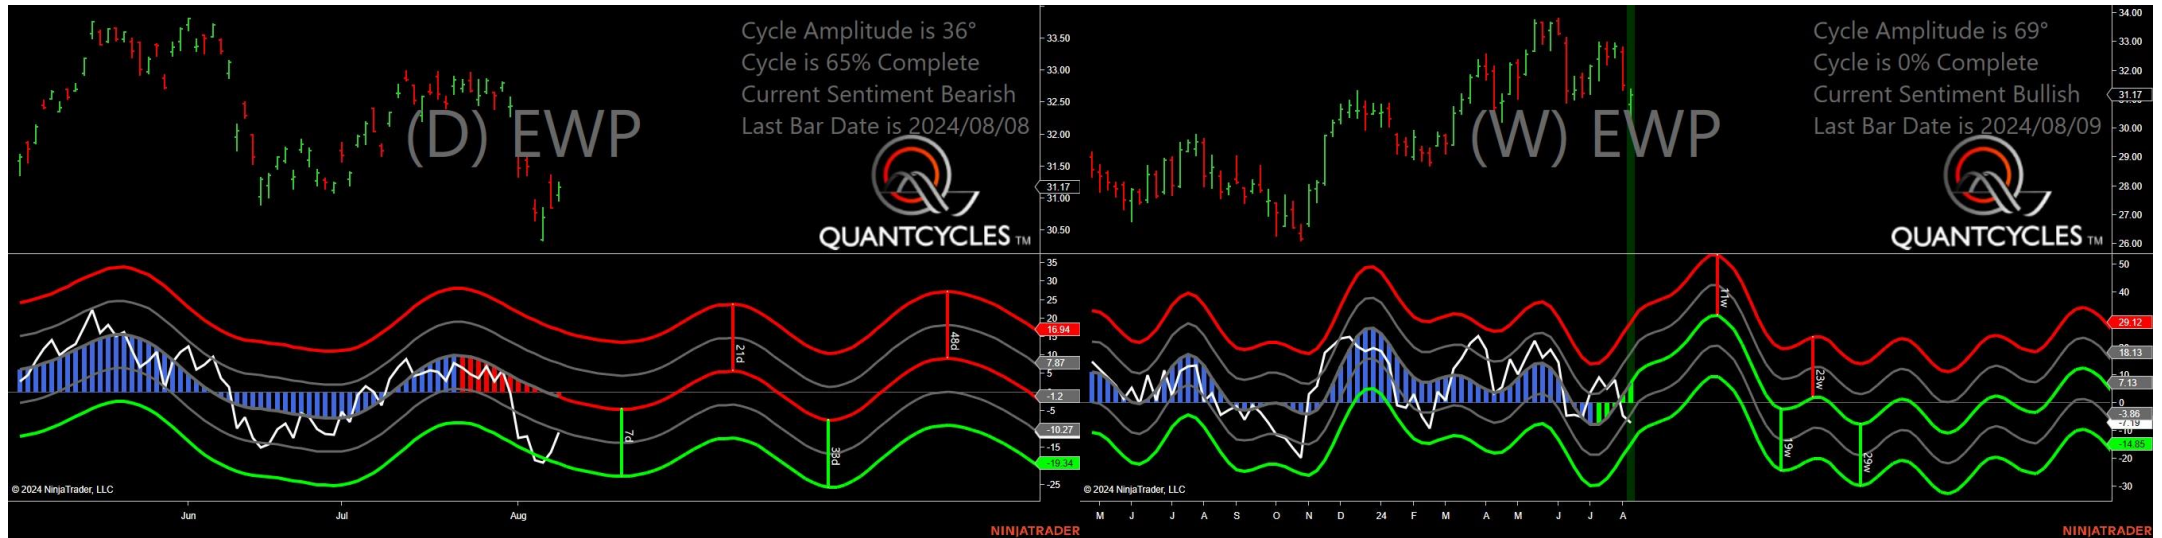 Cycle Amplitude is 36°
Cycle is 65% Complete
Current Sentiment Bearish
Last Bar Date is 2024/08/08
(D) EWP
QUANTCYCLES TM
33.50
33.00
32.50
32.00
31.50
31.17
31.00
30.50
35
30
25
20
16.94
10
7.87
5
-1.2
-5
-10.27
-15
-19.34
-25
21d
48d
7d
38d
© 2024 NinjaTrader, LLC
Jun
Jul
Aug
NINJATRADER
Cycle Amplitude is 69°
Cycle is 0% Complete
Current Sentiment Bullish
Last Bar Date is 2024/08/09
(W) EWP
QUANTCYCLES TM
34.00
33.00
32.00
31.17
30.00
29.00
28.00
27.00
26.00
50
40
29.12
18.13
10
7.13
0
-3.86
-7.19
-10
-14.85
-20
-30
11w
23w
19w
29w
© 2024 NinjaTrader, LLC
M J J A S O N D 24 F M A M J J A
NINJATRADER